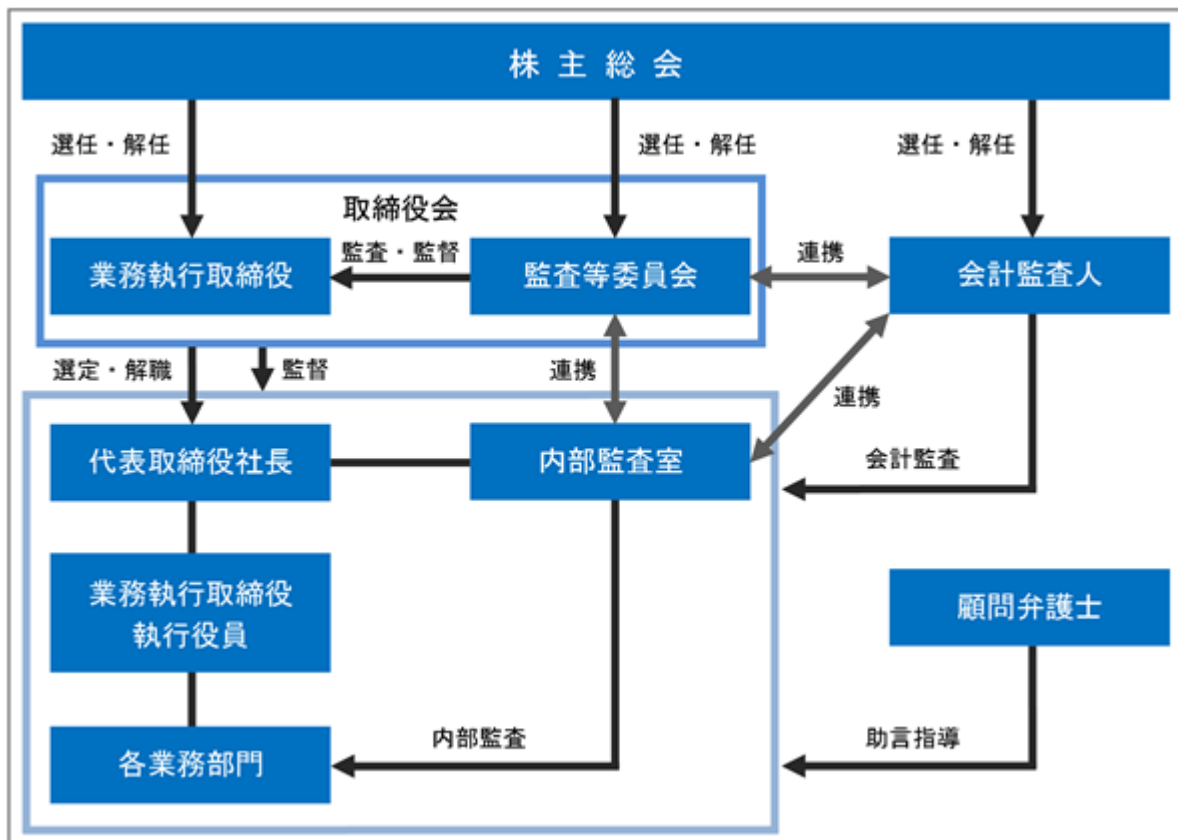 株主総会
選任・解任
選任・解任
選任・解任
取締役会
業務執行取締役
監査・監督
監査等委員会
連携
会計監査人
選定・解職
監督
連携
連携
代表取締役社長
内部監査室
会計監査
業務執行取締役
執行役員
顧問弁護士
各業務部門
内部監査
助言指導